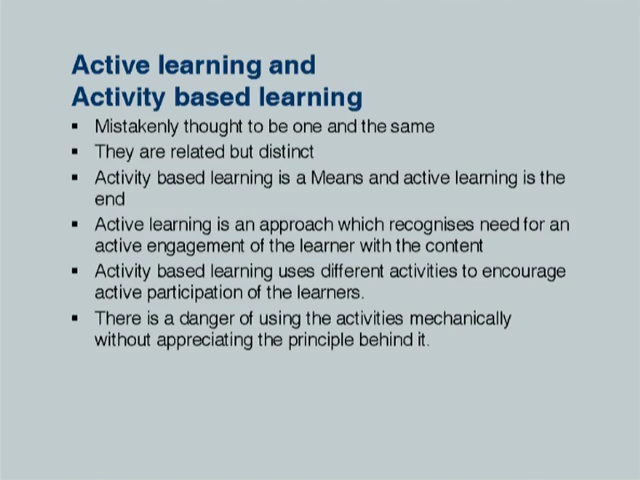 Active learning and
Activity based learning
▪ Mistakenly thought to be one and the same
▪ They are related but distinct
▪ Activity based learning is a Means and active learning is the
end
▪ Active learning is an approach which recognises need for an
active engagement of the learner with the content
▪ Activity based learning uses different activities to encourage
active participation of the learners.
▪ There is a danger of using the activities mechanically
without appreciating the principle behind it.